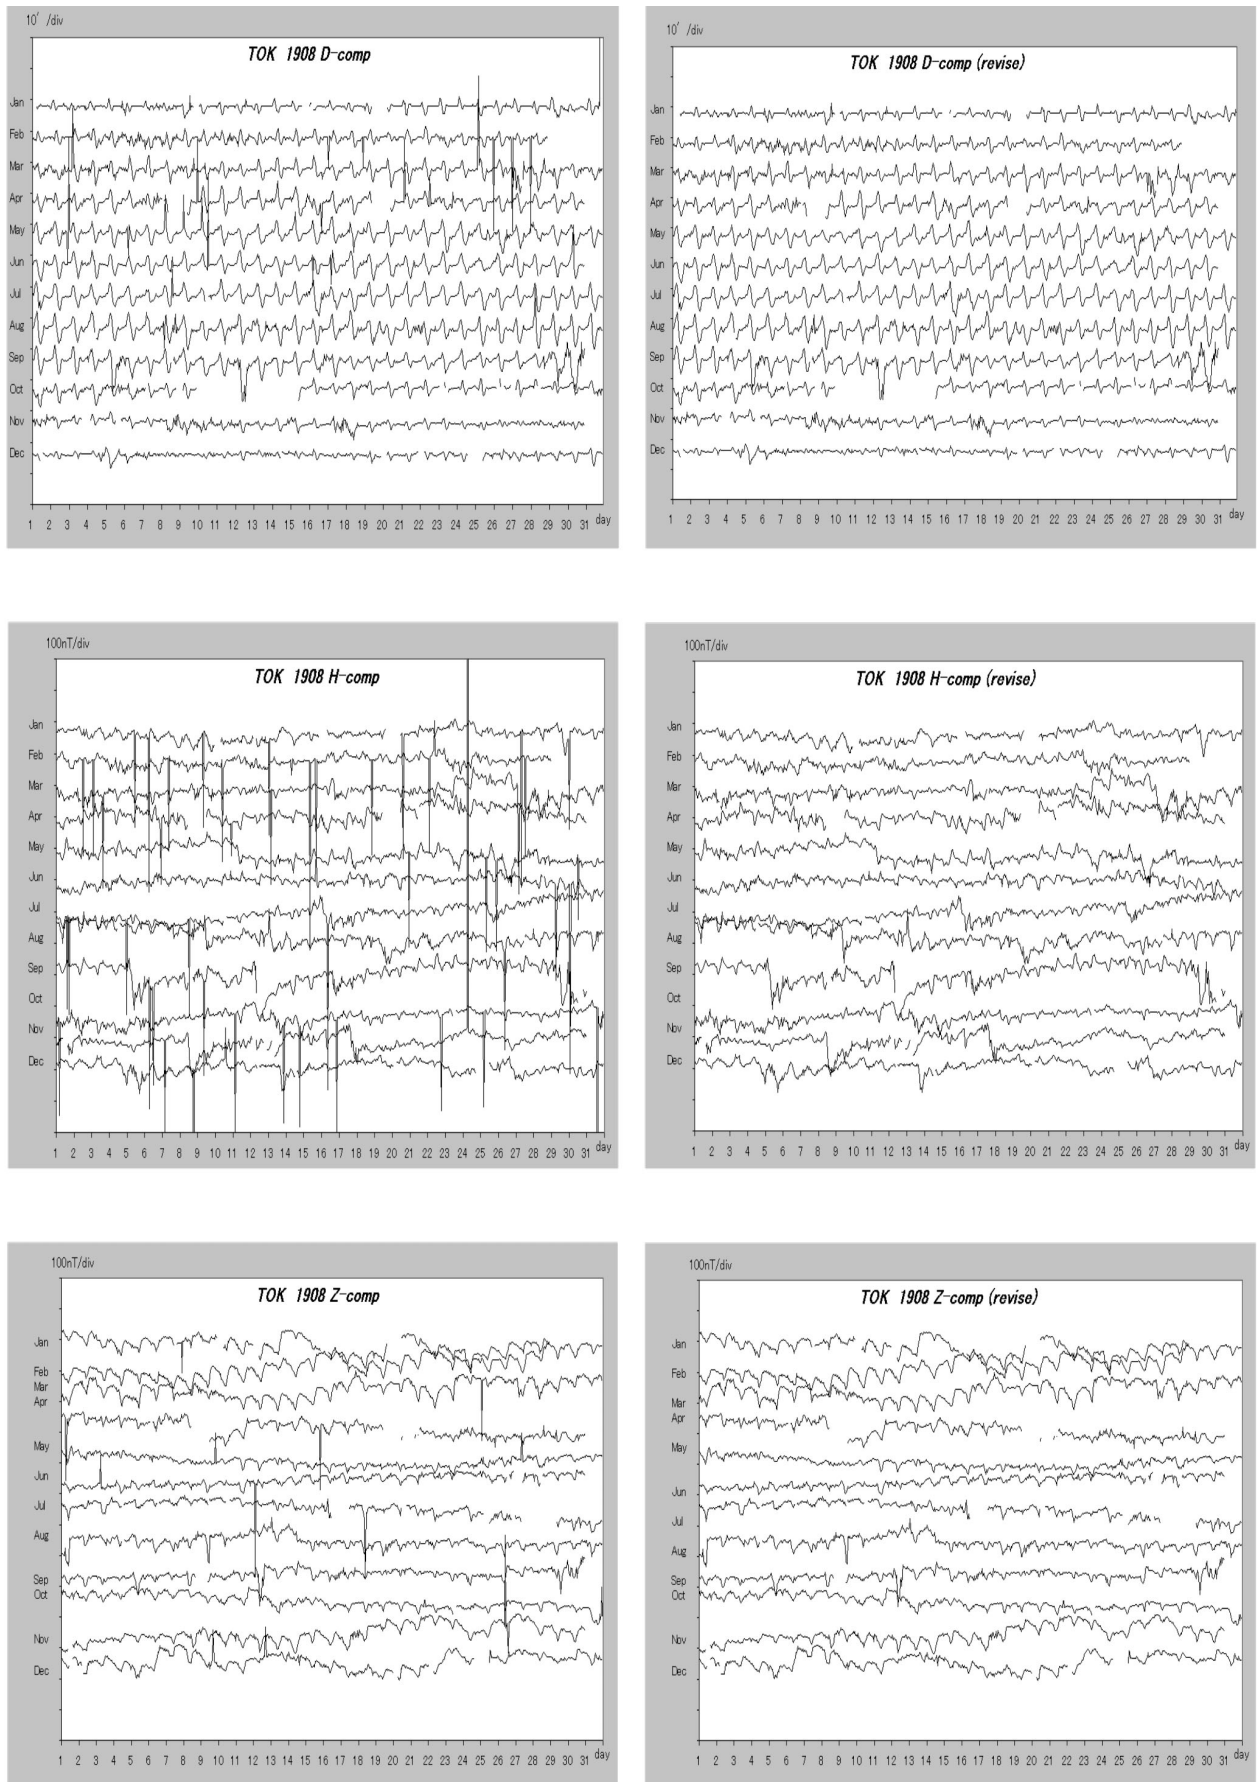 10′ /div
TOK 1908 D-comp
Jan
Feb
Mar
Apr
May
Jun
Jul
Aug
Sep
Oct
Nov
Dec
1 2 3 4 5 6 7 8 9 10 11 12 13 14 15 16 17 18 19 20 21 22 23 24 25 26 27 28 29 30 31 day
10′ /div
TOK 1908 D-comp (revise)
Jan
Feb
Mar
Apr
May
Jun
Jul
Aug
Sep
Oct
Nov
Dec
1 2 3 4 5 6 7 8 9 10 11 12 13 14 15 16 17 18 19 20 21 22 23 24 25 26 27 28 29 30 31 day
100nT/div
TOK 1908 H-comp
Jan
Feb
Mar
Apr
May
Jun
Jul
Aug
Sep
Oct
Nov
Dec
1 2 3 4 5 6 7 8 9 10 11 12 13 14 15 16 17 18 19 20 21 22 23 24 25 26 27 28 29 30 31 day
100nT/div
TOK 1908 H-comp (revise)
Jan
Feb
Mar
Apr
May
Jun
Jul
Aug
Sep
Oct
Nov
Dec
1 2 3 4 5 6 7 8 9 10 11 12 13 14 15 16 17 18 19 20 21 22 23 24 25 26 27 28 29 30 31 day
100nT/div
TOK 1908 Z-comp
Jan
Feb
Mar
Apr
May
Jun
Jul
Aug
Sep
Oct
Nov
Dec
1 2 3 4 5 6 7 8 9 10 11 12 13 14 15 16 17 18 19 20 21 22 23 24 25 26 27 28 29 30 31 day
100nT/div
TOK 1908 Z-comp (revise)
Jan
Feb
Mar
Apr
May
Jun
Jul
Aug
Sep
Oct
Nov
Dec
1 2 3 4 5 6 7 8 9 10 11 12 13 14 15 16 17 18 19 20 21 22 23 24 25 26 27 28 29 30 31 day